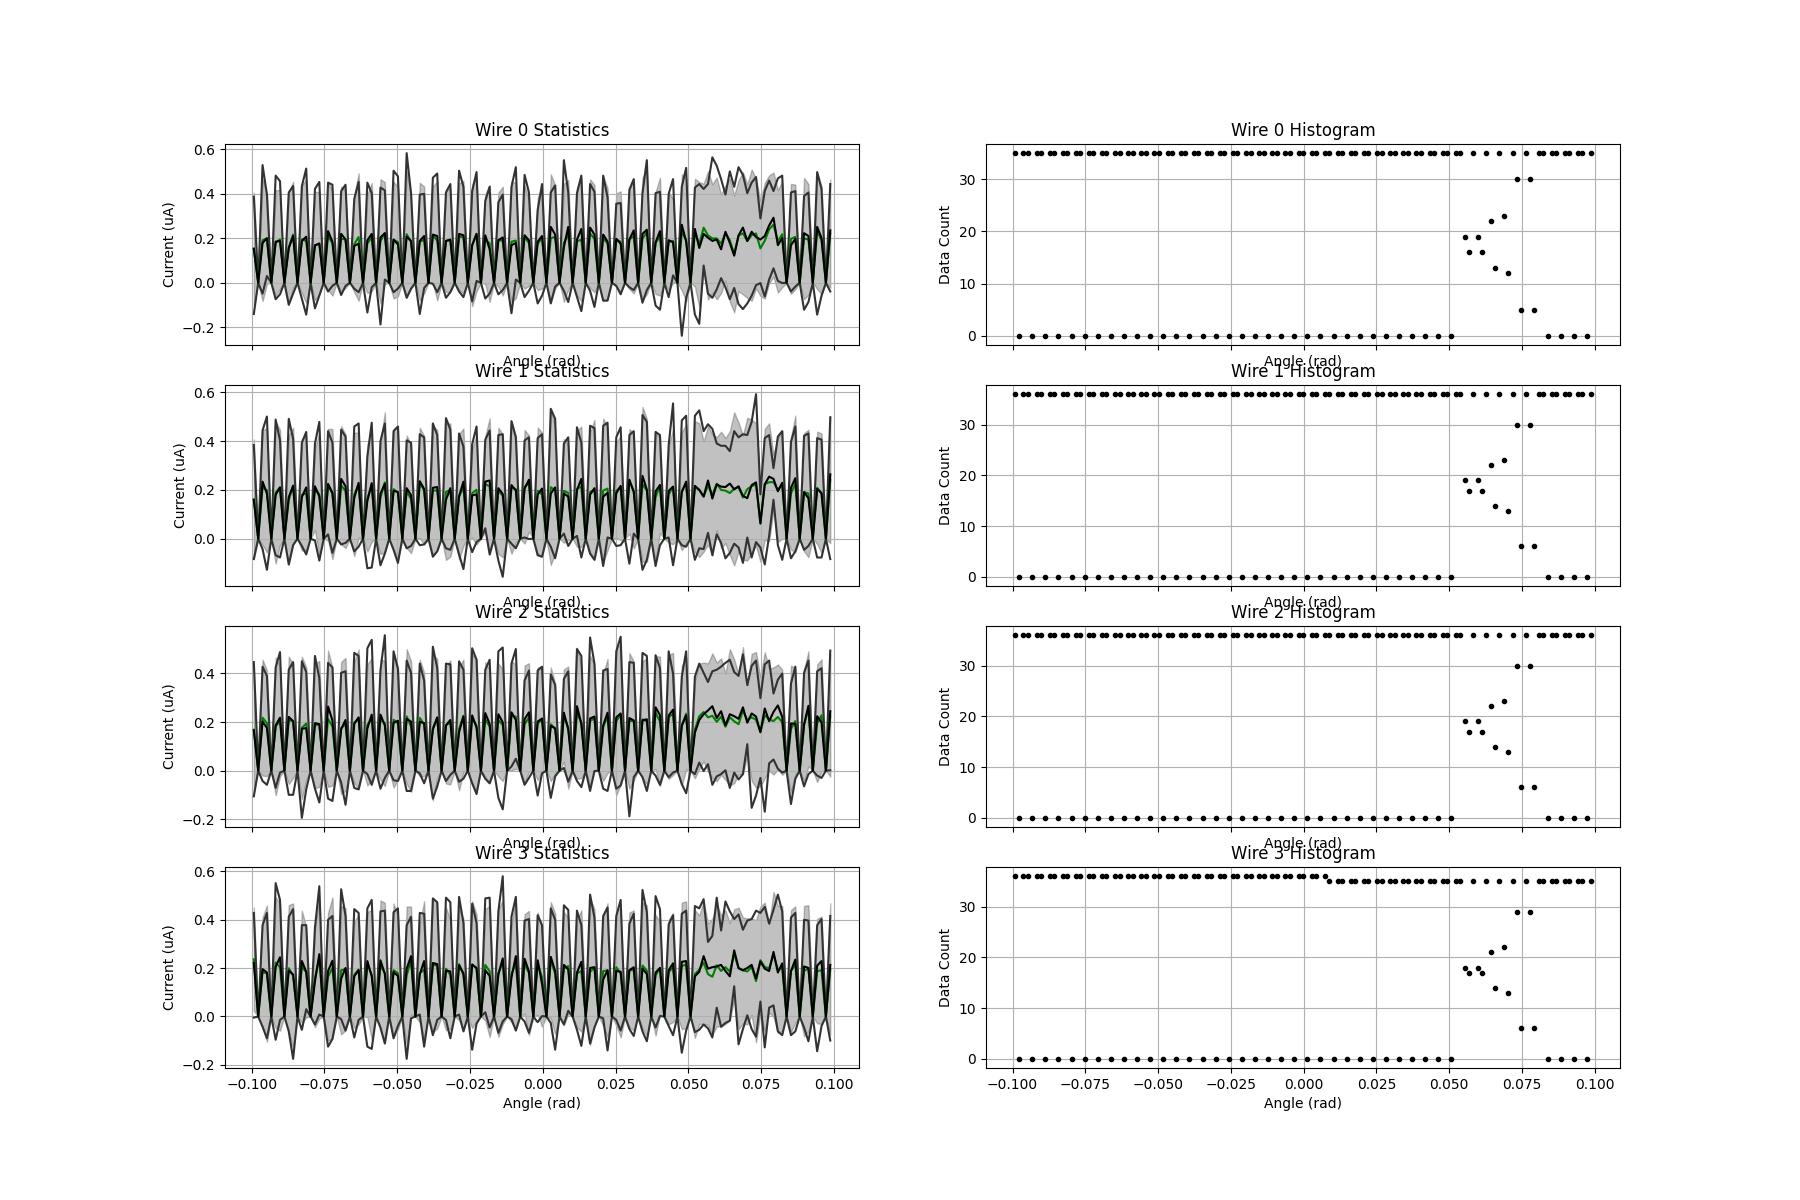 Wire 0 Statistics
0.6
0.4
0.2
0.0
−0.2
Current (uA)
Angle (rad)
Wire 0 Histogram
30
20
10
0
Data Count
Angle (rad)
Wire 1 Statistics
0.6
0.4
0.2
0.0
Current (uA)
Angle (rad)
Wire 1 Histogram
30
20
10
0
Data Count
Angle (rad)
Wire 2 Statistics
0.4
0.2
0.0
−0.2
Current (uA)
Angle (rad)
Wire 2 Histogram
30
20
10
0
Data Count
Angle (rad)
Wire 3 Statistics
0.6
0.4
0.2
0.0
−0.2
Current (uA)
−0.100 −0.075 −0.050 −0.025 0.000 0.025 0.050 0.075 0.100
Angle (rad)
Wire 3 Histogram
30
20
10
0
Data Count
−0.100 −0.075 −0.050 −0.025 0.000 0.025 0.050 0.075 0.100
Angle (rad)